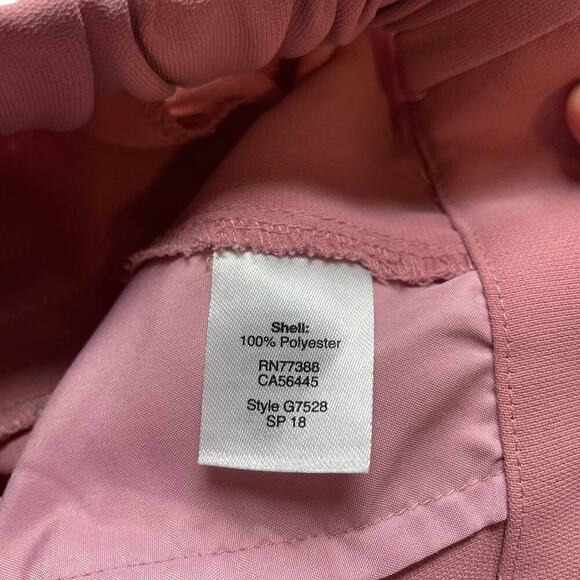 Shell:
100% Polyester
RN77388
CA56445
Style G7528
SP 18